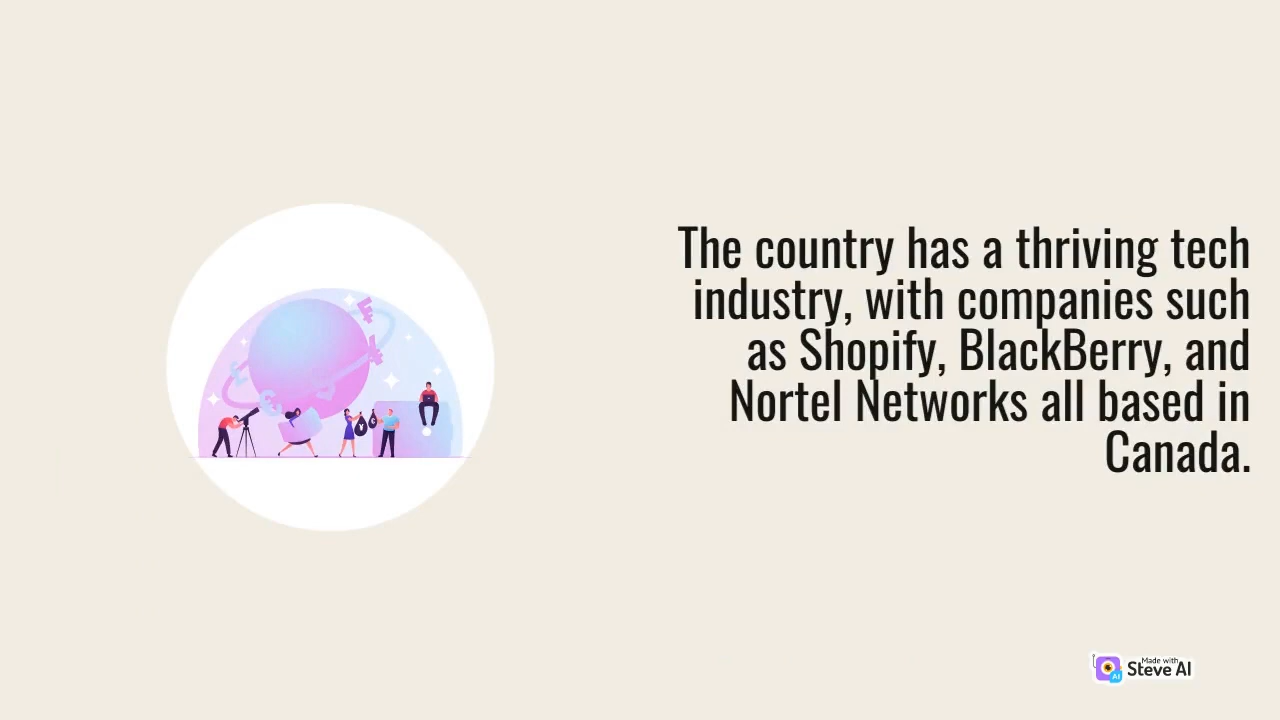 The country has a thriving tech
industry, with companies such
as Shopify, BlackBerry, and
Nortel Networks all based in
Canada.
Made with
Steve AI
AI